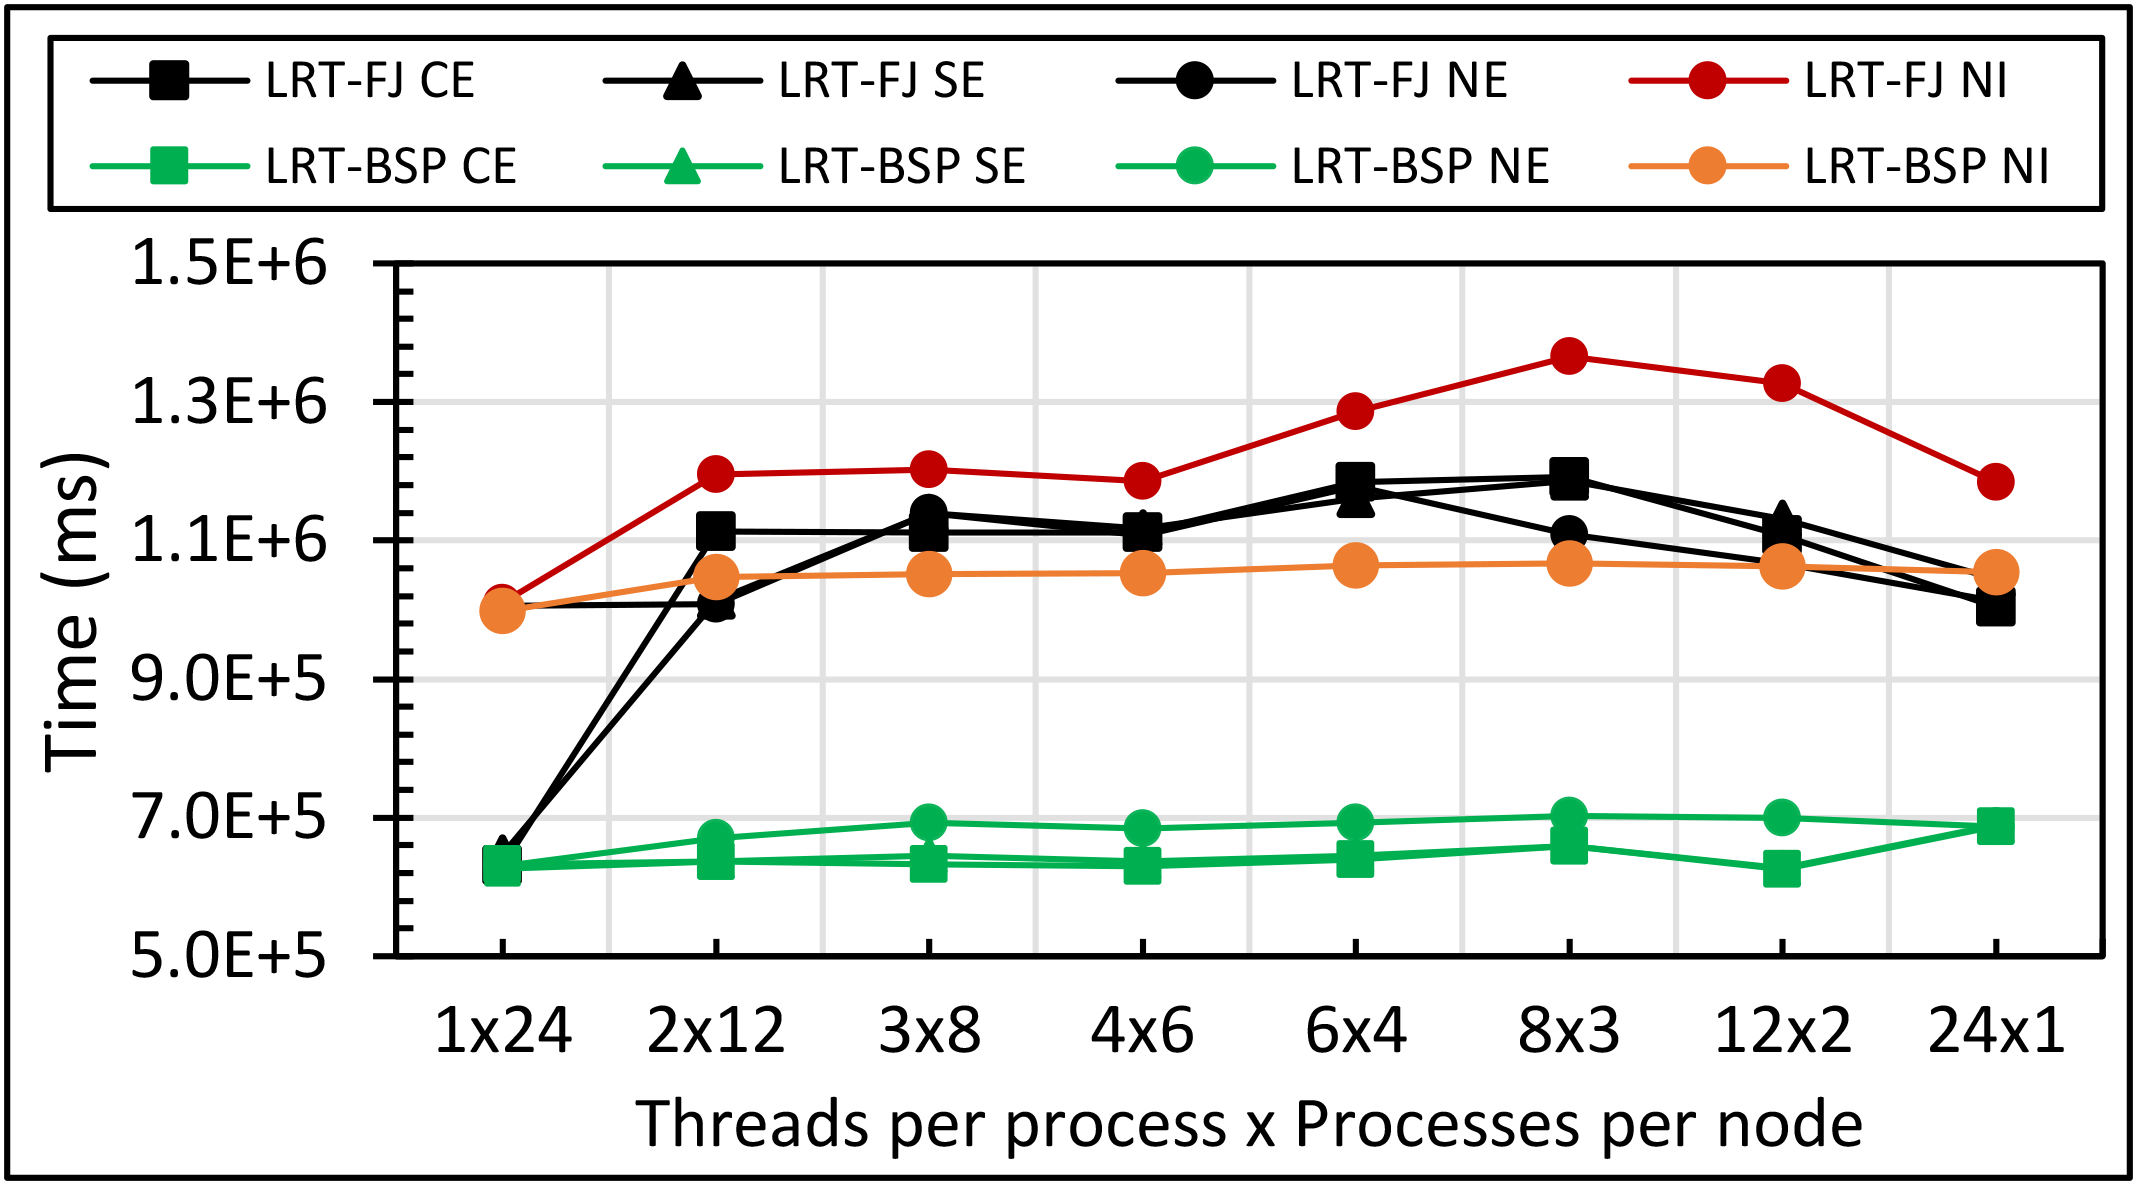 LRT-FJ CE LRT-FJ SE LRT-FJ NE LRT-FJ NI
LRT-BSP CE LRT-BSP SE LRT-BSP NE LRT-BSP NI
1.5E+6
1.3E+6
1.1E+6
9.0E+5
7.0E+5
5.0E+5
Time (ms)
1x24 2x12 3x8 4x6 6x4 8x3 12x2 24x1
Threads per process x Processes per node